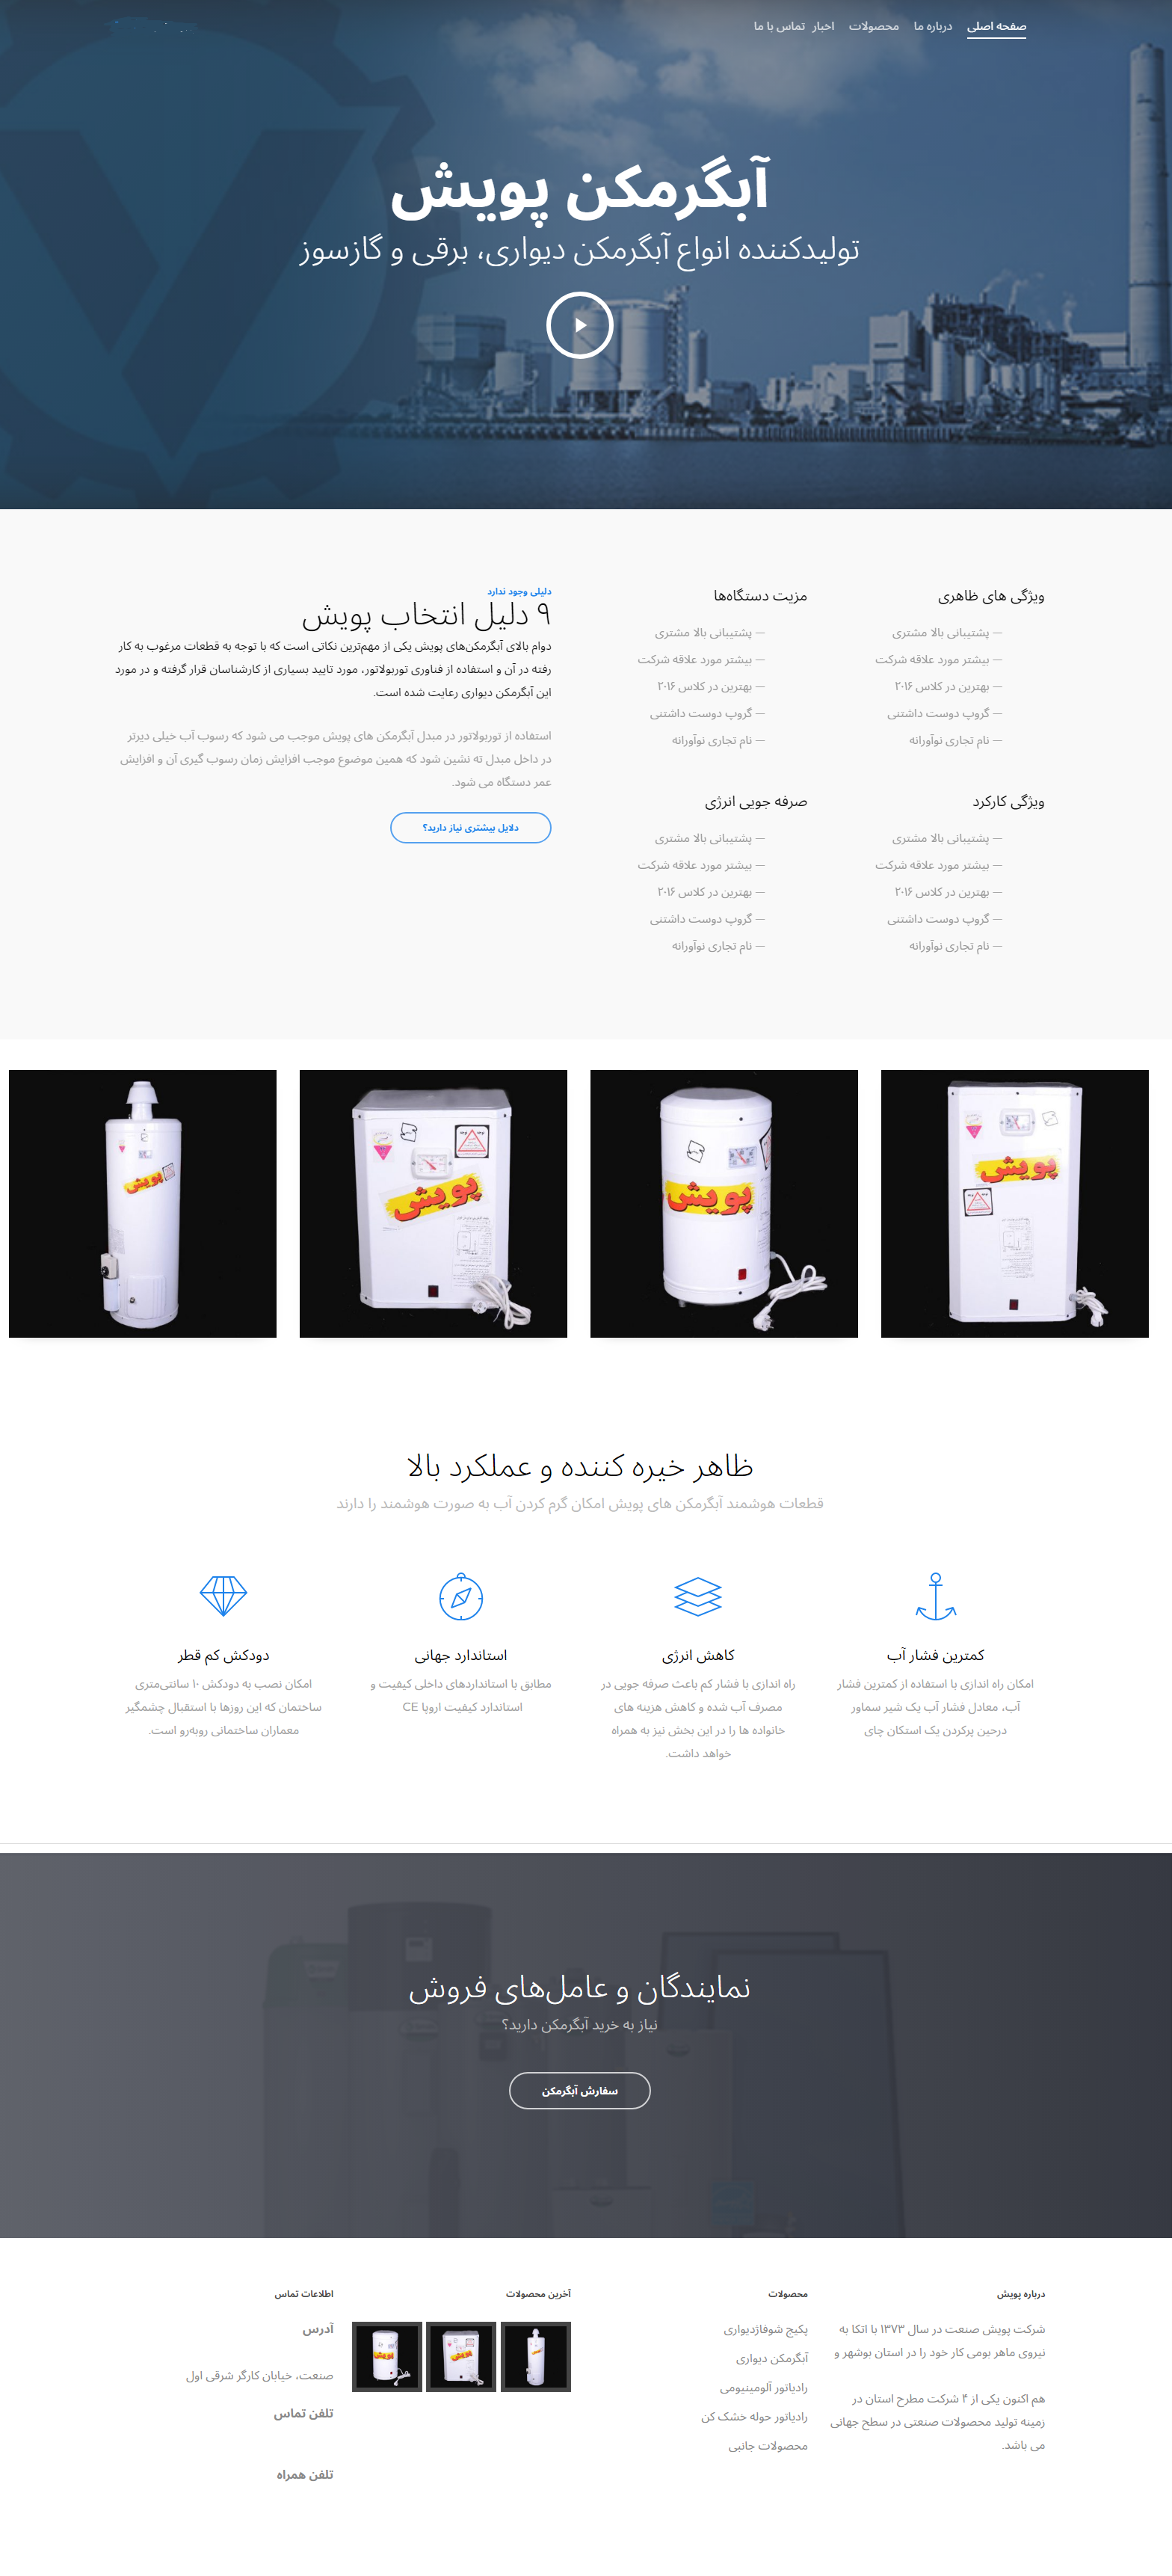 صفحه اصلی
درباره ما
محصولات
اخبار
تماس با ما
آبگرمکن پویش
تولیدکننده انواع آبگرمکن دیواری، برقی و گازسوز
ویژگی های ظاهری
— پشتیبانی بالا مشتری
— بیشتر مورد علاقه شرکت
— بهترین در کلاس ۲۰۱۶
— گروپ دوست داشتنی
— نام تجاری نوآورانه
مزیت دستگاه‌ها
— پشتیبانی بالا مشتری
— بیشتر مورد علاقه شرکت
— بهترین در کلاس ۲۰۱۶
— گروپ دوست داشتنی
— نام تجاری نوآورانه
ویژگی کارکرد
— پشتیبانی بالا مشتری
— بیشتر مورد علاقه شرکت
— بهترین در کلاس ۲۰۱۶
— گروپ دوست داشتنی
— نام تجاری نوآورانه
صرفه جویی انرژی
— پشتیبانی بالا مشتری
— بیشتر مورد علاقه شرکت
— بهترین در کلاس ۲۰۱۶
— گروپ دوست داشتنی
— نام تجاری نوآورانه
دلیلی وجود ندارد
۹ دلیل انتخاب پویش
دوام بالای آبگرمکن‌های پویش یکی از مهم‌ترین نکاتی است که با توجه به قطعات مرغوب به کار
رفته در آن و استفاده از فناوری توربولاتور، مورد تایید بسیاری از کارشناسان قرار گرفته و در مورد
این آبگرمکن دیواری رعایت شده است.
استفاده از توربولاتور در مبدل آبگرمکن های پویش موجب می شود که رسوب آب خیلی دیرتر
در داخل مبدل ته نشین شود که همین موضوع موجب افزایش زمان رسوب گیری آن و افزایش
عمر دستگاه می شود.
دلایل بیشتری نیاز دارید؟
پویش
پویش
پویش
پویش
ظاهر خیره کننده و عملکرد بالا
قطعات هوشمند آبگرمکن های پویش امکان گرم کردن آب به صورت هوشمند را دارند
کمترین فشار آب
امکان راه اندازی با استفاده از کمترین فشار
آب، معادل فشار آب یک شیر سماور
درحین پرکردن یک استکان چای
کاهش انرژی
راه اندازی با فشار کم باعث صرفه جویی در
مصرف آب شده و کاهش هزینه های
خانواده ها را در این بخش نیز به همراه
خواهد داشت.
استاندارد جهانی
مطابق با استانداردهای داخلی کیفیت و
استاندارد کیفیت اروپا CE
دودکش کم قطر
امکان نصب به دودکش ۱۰ سانتی‌متری
ساختمان که این روزها با استقبال چشمگیر
معماران ساختمانی روبه‌رو است.
نمایندگان و عامل‌های فروش
نیاز به خرید آبگرمکن دارید؟
سفارش آبگرمکن
درباره پویش
شرکت پویش صنعت در سال ۱۳۷۳ با اتکا به
نیروی ماهر بومی کار خود را در استان بوشهر و
هم اکنون یکی از ۴ شرکت مطرح استان در
زمینه تولید محصولات صنعتی در سطح جهانی
می باشد.
محصولات
پکیج شوفاژدیواری
آبگرمکن دیواری
رادیاتور آلومینیومی
رادیاتور حوله خشک کن
محصولات جانبی
آخرین محصولات
اطلاعات تماس
آدرس
صنعت، خیابان کارگر شرقی اول
تلفن تماس
تلفن همراه